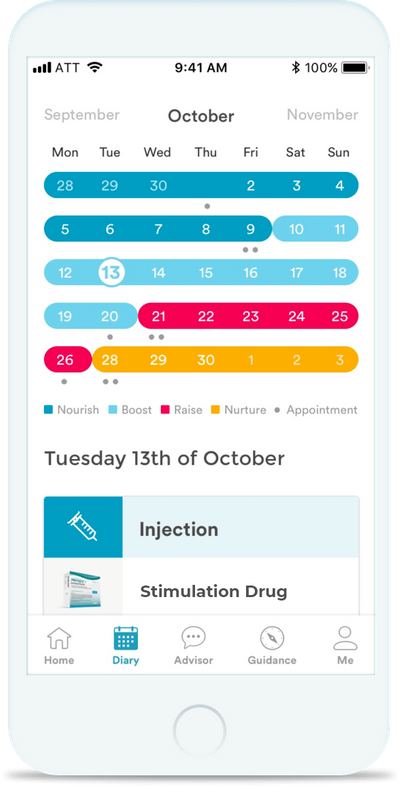 ATT 9:41 AM 100%
September October November
Mon Tue Wed Thu Fri Sat Sun
28 29 30 2 3 4
5 6 7 8 9 10 11
12 13 14 15 16 17 18
19 20 21 22 23 24 25
26 28 29 30 1 2 3
Nourish Boost Raise Nurture Appointment
Tuesday 13th of October
Injection
Stimulation Drug
Home Diary Advisor Guidance Me